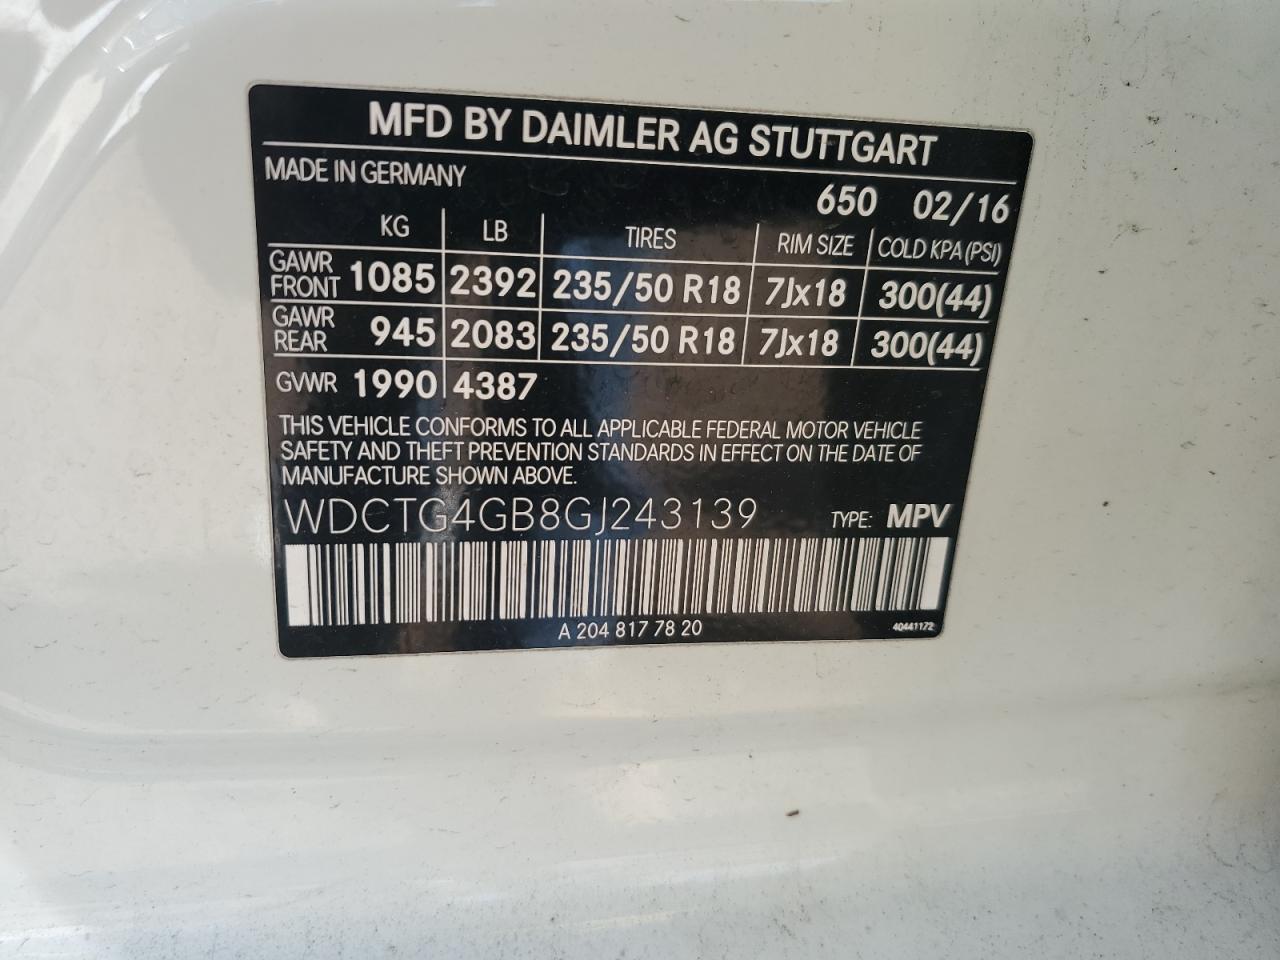 MFD BY DAIMLER AG STUTTGART
MADE IN GERMANY
650 02/16
KG LB TIRES RIM SIZE COLD KPA(PSI)
GAWR FRONT 1085 2392 235/50 R18 7Jx18 300(44)
GAWR REAR 945 2083 235/50 R18 7Jx18 300(44)
GVWR 1990 4387
THIS VEHICLE CONFORMS TO ALL APPLICABLE FEDERAL MOTOR VEHICLE
SAFETY AND THEFT PREVENTION STANDARDS IN EFFECT ON THE DATE OF
MANUFACTURE SHOWN ABOVE.
WDCTG4GB8GJ243139 TYPE: MPV
A 204 817 78 20 40441172